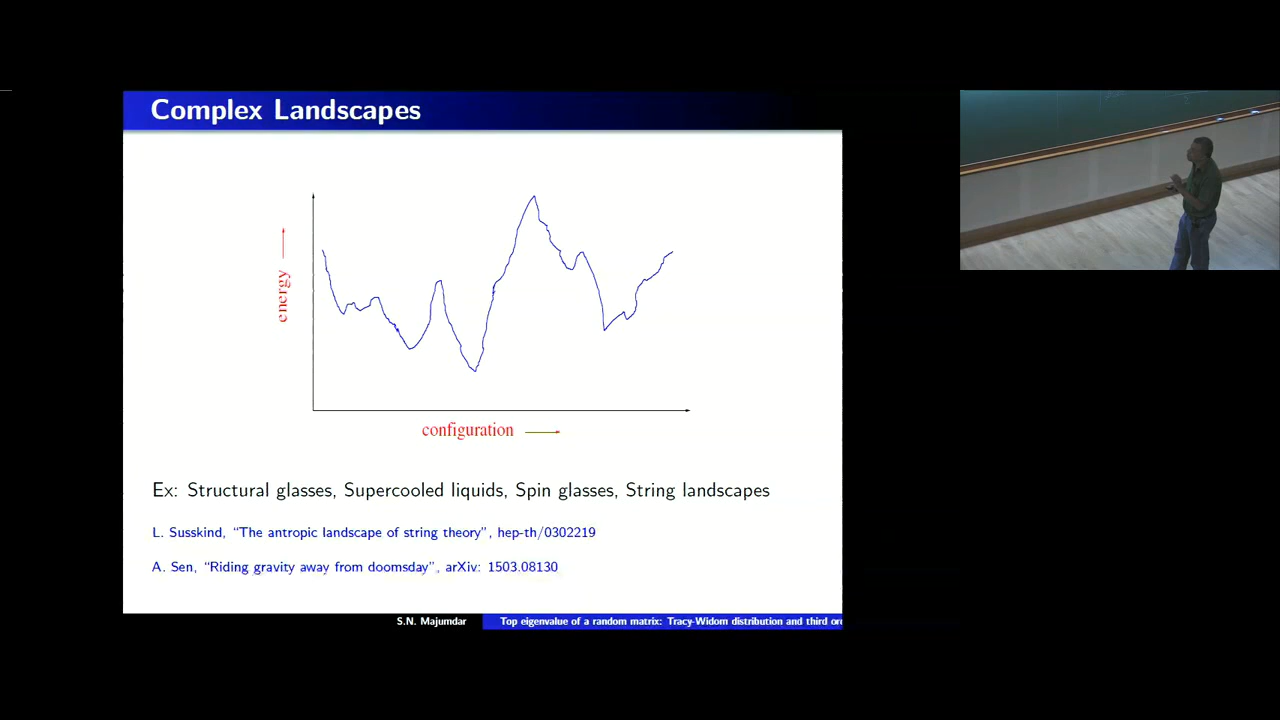 Complex Landscapes
energy
configuration
Ex: Structural glasses, Supercooled liquids, Spin glasses, String landscapes
L. Susskind, “The antropic landscape of string theory”, hep-th/0302219
A. Sen, “Riding gravity away from doomsday”, arXiv: 1503.08130
S.N. Majumdar Top eigenvalue of a random matrix: Tracy-Widom distribution and third ord